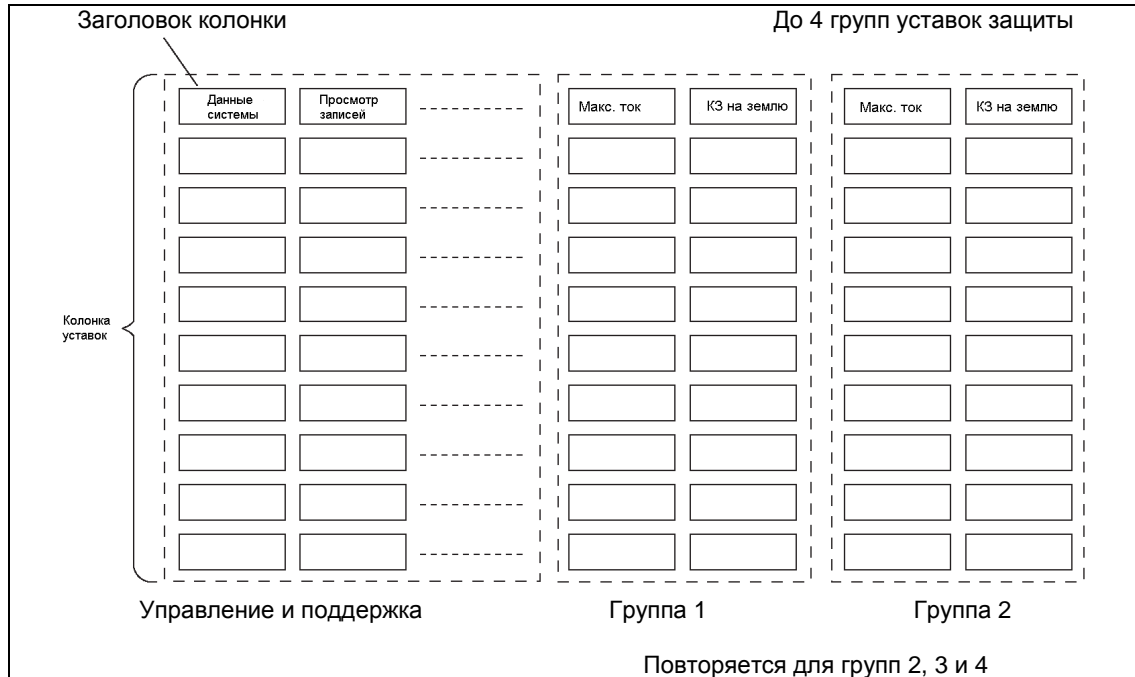 Заголовок колонки
До 4 групп уставок защиты
Данные
системы
Просмотр
записей
Макс. ток
КЗ на землю
Макс. ток
КЗ на землю
Колонка
уставок
Управление и поддержка
Группа 1
Группа 2
Повторяется для групп 2, 3 и 4